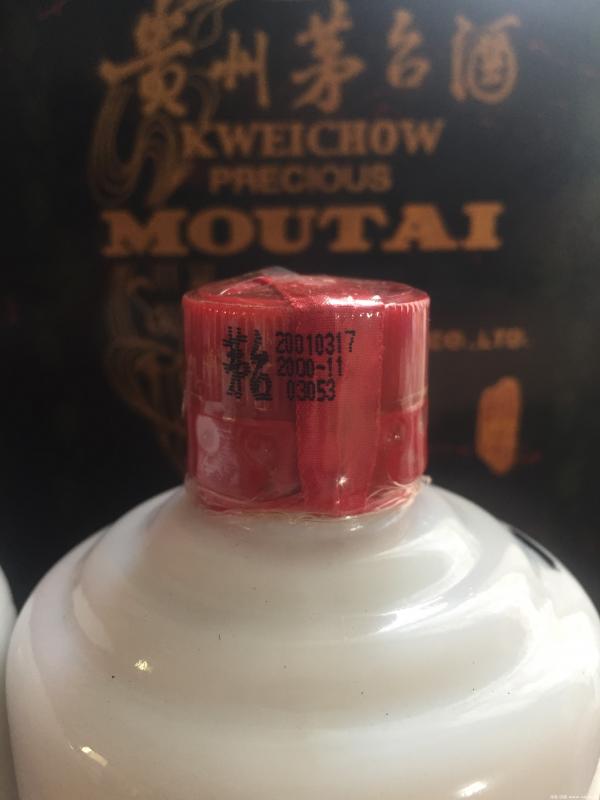 贵州茅台酒
KWEICHOW
PRECIOUS
MOUTAI
CO.,LTD.
茅台
20010317
2000-11
03053